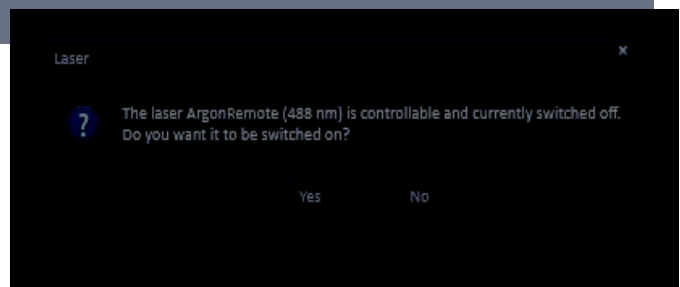 Laser
x
?
The laser ArgonRemote (488 nm) is controllable and currently switched off.
Do you want it to be switched on?
Yes No